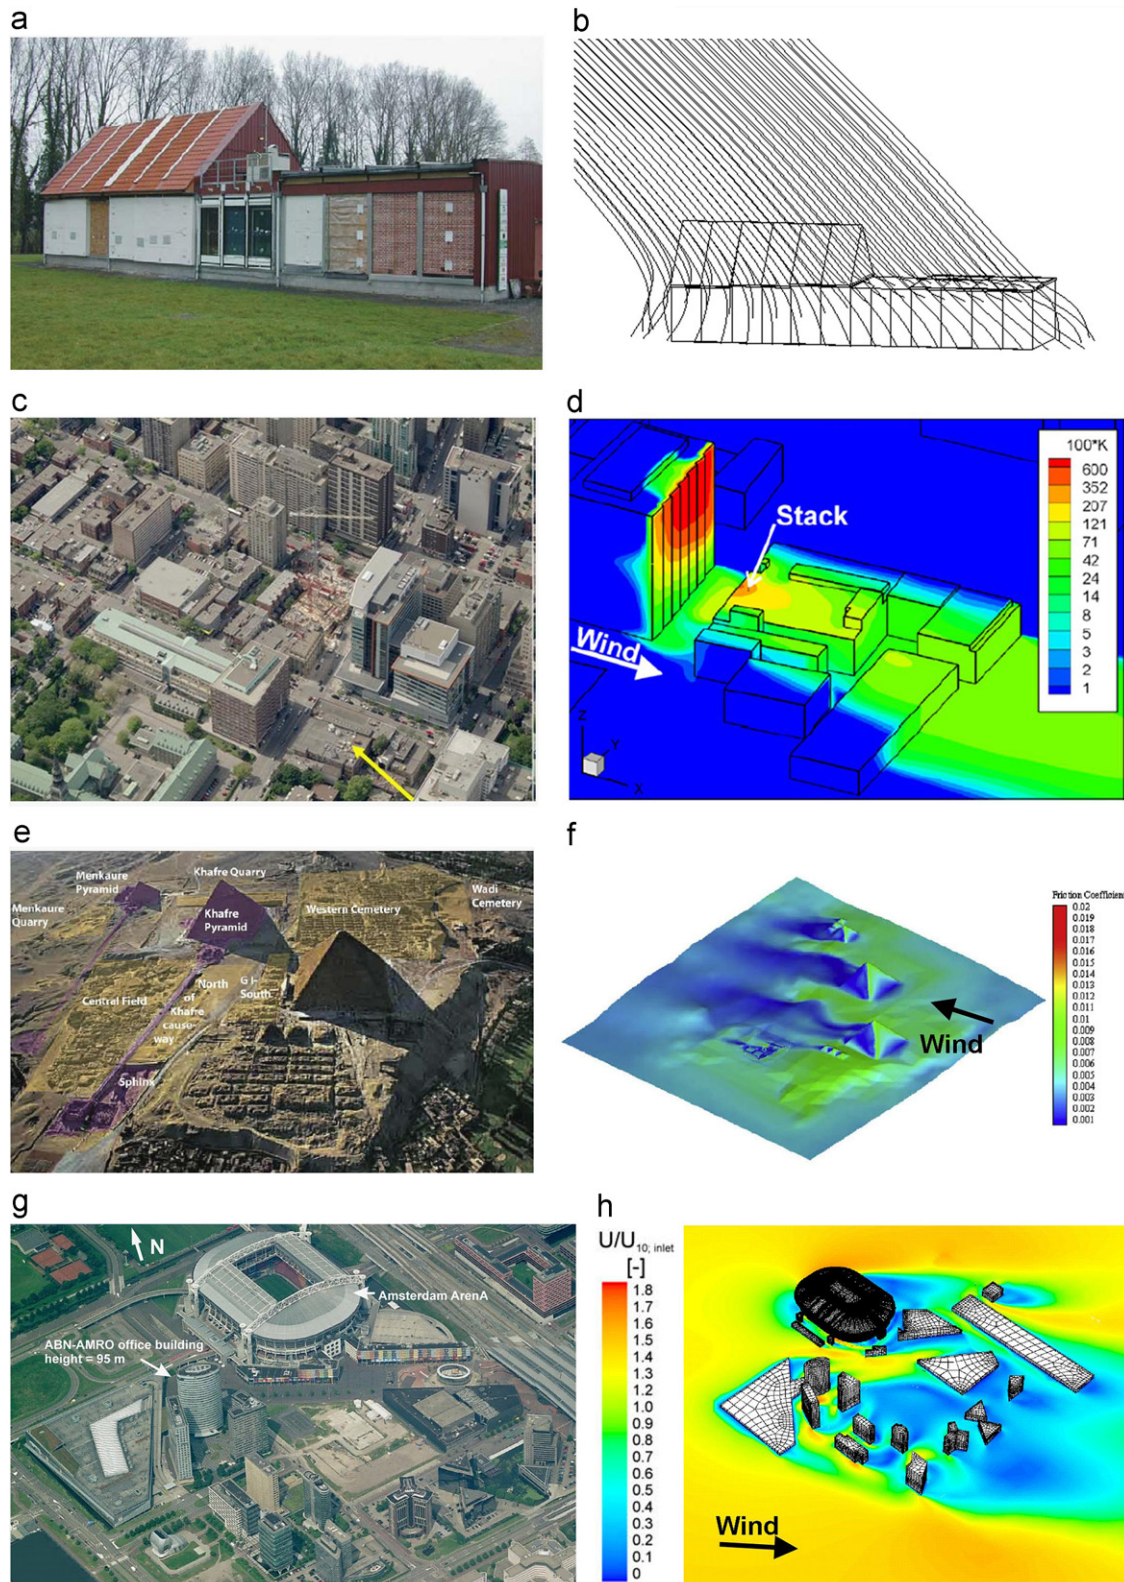 a
b
c
d
100*K
600
352
207
121
71
42
24
14
8
5
3
2
1
Stack
Wind
Z
Y
X
e
Menkaure
Pyramid
Khafre Quarry
Menkaure
Quarry
Khafre
Pyramid
Western Cemetery
Wadi
Cemetery
Central Field
North
of
Khafre
cause-
way
G I-
South
Sphinx
f
Friction Coefficient
0.02
0.019
0.018
0.017
0.016
0.015
0.014
0.013
0.012
0.011
0.01
0.009
0.008
0.007
0.006
0.005
0.004
0.003
0.002
0.001
Wind
g
N
Amsterdam ArenA
ABN-AMRO office building
height = 95 m
h
U/U10; inlet
[-]
1.8
1.7
1.6
1.5
1.4
1.3
1.2
1.1
1
0.9
0.8
0.7
0.6
0.5
0.4
0.3
0.2
0.1
0
Wind